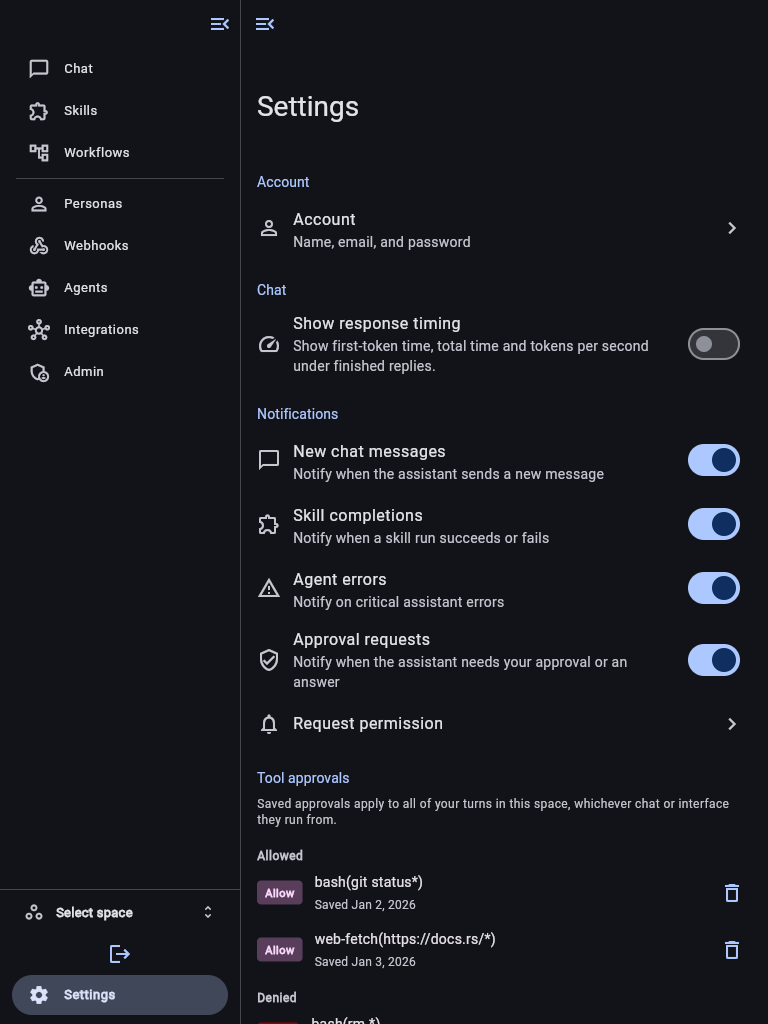 Chat
Skills
Workflows
Personas
Webhooks
Agents
Integrations
Admin
Select space
Settings
Settings
Account
Account
Name, email, and password
Chat
Show response timing
Show first-token time, total time and tokens per second
under finished replies.
Notifications
New chat messages
Notify when the assistant sends a new message
Skill completions
Notify when a skill run succeeds or fails
Agent errors
Notify on critical assistant errors
Approval requests
Notify when the assistant needs your approval or an
answer
Request permission
Tool approvals
Saved approvals apply to all of your turns in this space, whichever chat or interface
they run from.
Allowed
Allow
bash(git status*)
Saved Jan 2, 2026
Allow
web-fetch(https://docs.rs/*)
Saved Jan 3, 2026
Denied
bash(rm *)